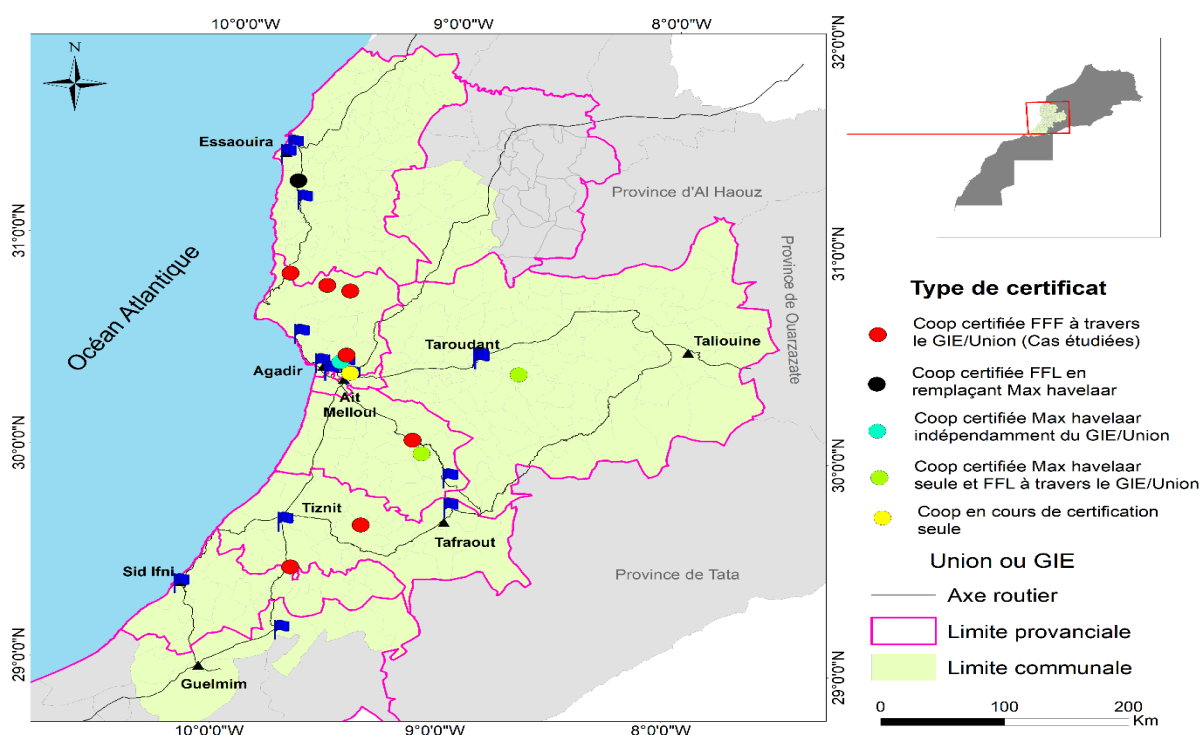 10°0'0"W
9°0'0"W
8°0'0"W
N
32°0'0"N
Essaouira
Province d'Al Haouz
31°0'0"N
31°0'0"N
Océan Atlantique
Province de Ouarzazate
Taroudant
Taliouine
Agadir
Ait
Melloul
30°0'0"N
30°0'0"N
Tiznit
Tafraout
Sid Ifni
Province de Tata
29°0'0"N
29°0'0"N
Guelmim
10°0'0"W
9°0'0"W
8°0'0"W
Type de certificat
Coop certifiée FFF à travers
le GIE/Union (Cas étudiées)
Coop certifiée FFL en
remplaçant Max havelaar
Coop certifiée Max havelaar
indépendamment du GIE/Union
Coop certifiée Max havelaar
seule et FFL à travers le GIE/Union
Coop en cours de certification
seule
Union ou GIE
Axe routier
Limite provanciale
Limite communale
0 100 200
Km